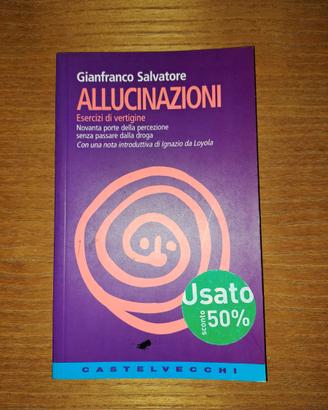 Gianfranco Salvatore
ALLUCINAZIONI
Esercizi di vertigine
Novanta porte della percezione
senza passare dalla droga
Con una nota introduttiva di Ignazio da Loyola
Usato
sconto 50%
CASTELVECCHI